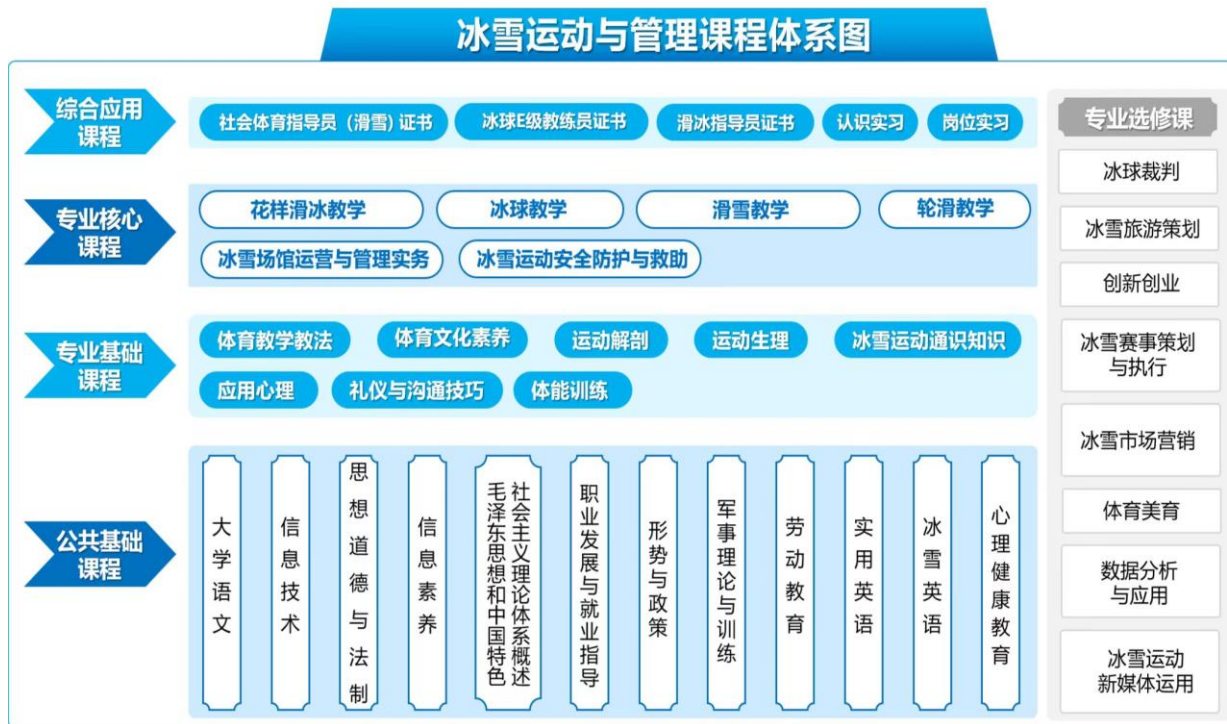 冰雪运动与管理课程体系图
综合应用
课程
社会体育指导员（滑雪）证书
冰球E级教练员证书
滑冰指导员证书
认识实习
岗位实习
专业核心
课程
花样滑冰教学
冰球教学
滑雪教学
轮滑教学
冰雪场馆运营与管理实务
冰雪运动安全防护与救助
专业基础
课程
体育教学教法
体育文化素养
运动解剖
运动生理
冰雪运动通识知识
应用心理
礼仪与沟通技巧
体能训练
公共基础
课程
大学语文
信息技术
思想道德与法制
信息素养
毛泽东思想和中国特色
社会主义理论体系概述
职业发展与就业指导
形势与政策
军事理论与训练
劳动教育
实用英语
冰雪英语
心理健康教育
专业选修课
冰球裁判
冰雪旅游策划
创新创业
冰雪赛事策划
与执行
冰雪市场营销
体育美育
数据分析
与应用
冰雪运动
新媒体运用